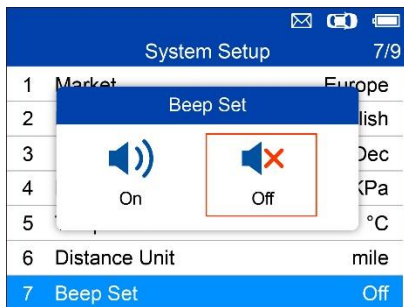 System Setup 7/9
1 Market Europe
Beep Set
2 lish
3 Dec
4 KPa
On Off
5 °C
6 Distance Unit mile
7 Beep Set Off